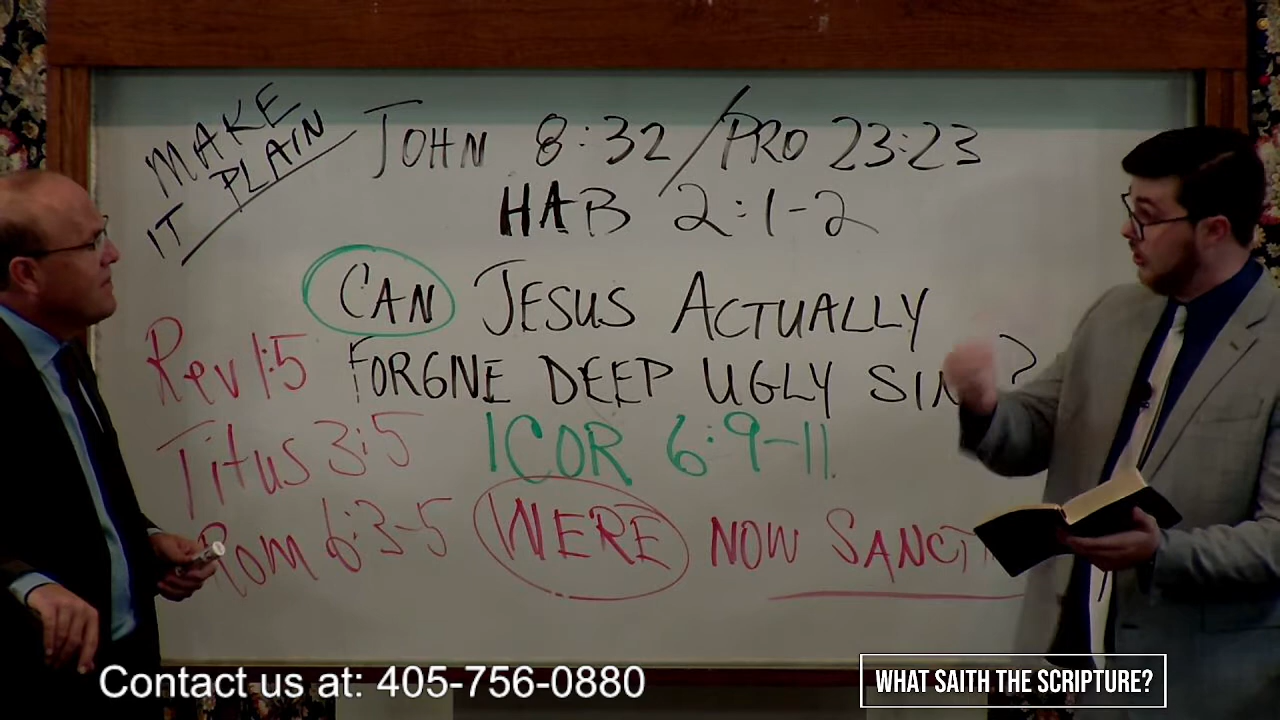 MAKE
IT PLAIN
JOHN 8:32 / PRO 23:23
HAB 2:1-2
CAN JESUS ACTUALLY
FORGIVE DEEP UGLY SIN?
Rev 1:5
Titus 3:5 1COR 6:9-11
Rom 6:3-5 WERE NOW SANCTI
Contact us at: 405-756-0880
WHAT SAITH THE SCRIPTURE?